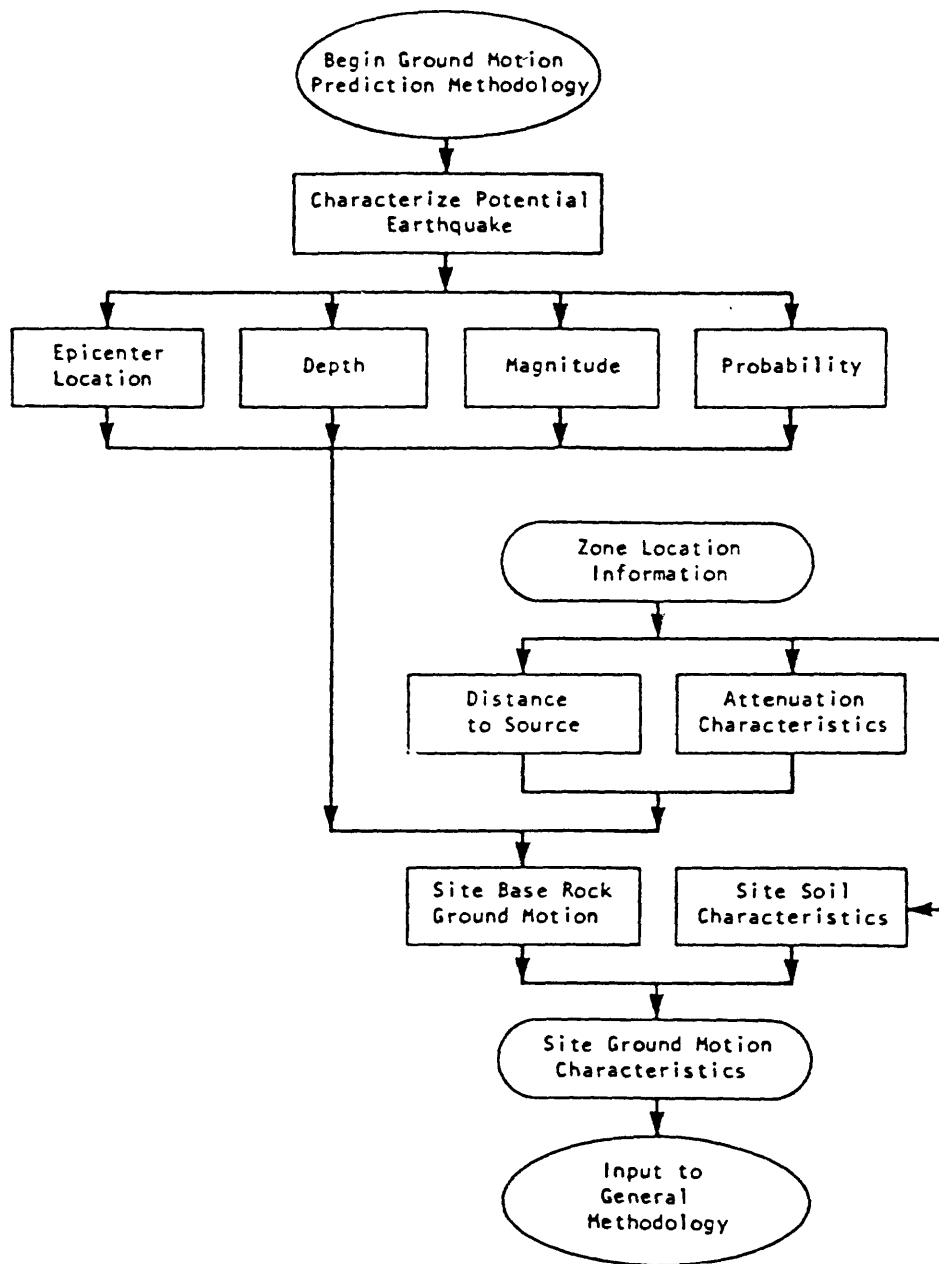 Begin Ground Motion
Prediction Methodology
Characterize Potential
Earthquake
Epicenter
Location
Depth
Magnitude
Probability
Zone Location
Information
Distance
to Source
Attenuation
Characteristics
Site Base Rock
Ground Motion
Site Soil
Characteristics
Site Ground Motion
Characteristics
Input to
General
Methodology